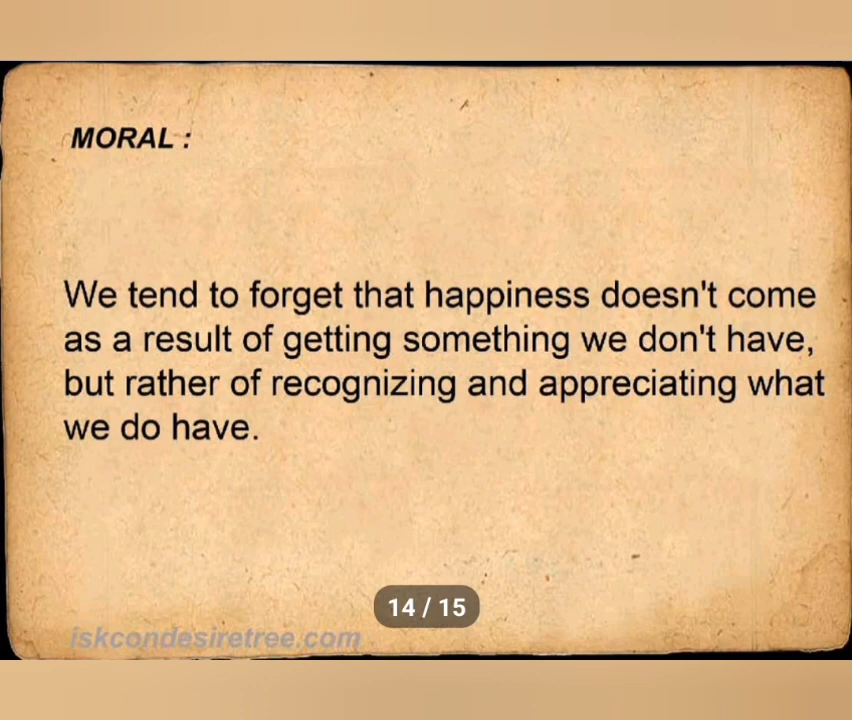 MORAL :
We tend to forget that happiness doesn't come
as a result of getting something we don't have,
but rather of recognizing and appreciating what
we do have.
14 / 15
iskcondesiretree.com